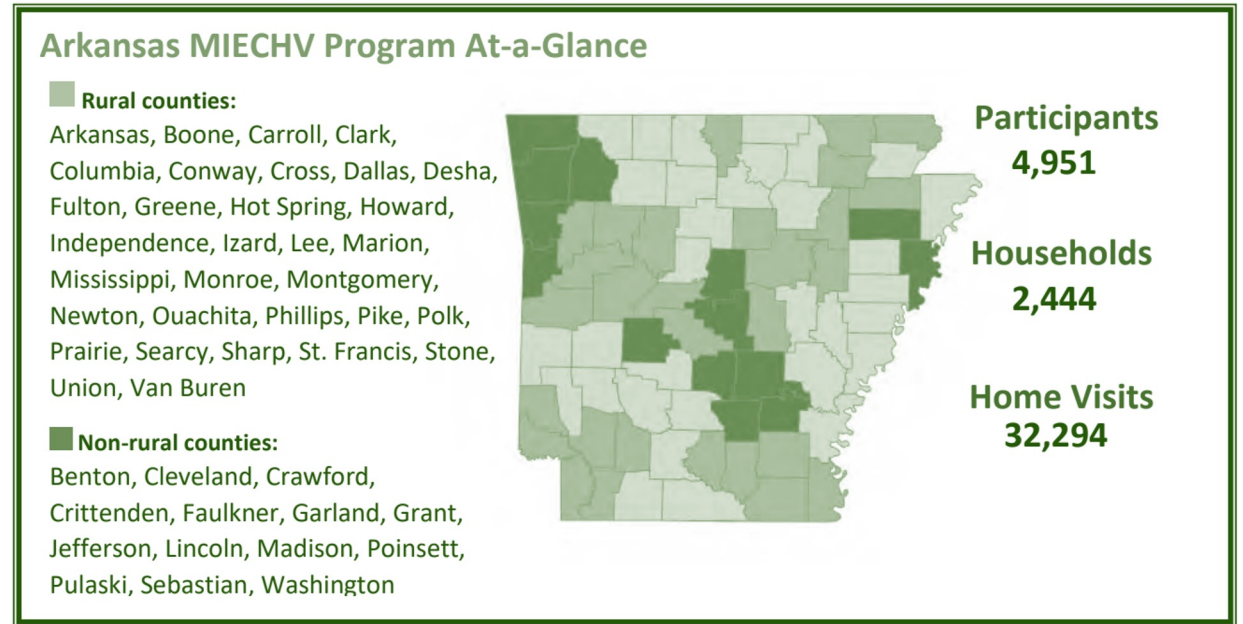 Arkansas MIECHV Program At-a-Glance
Rural counties:
Arkansas, Boone, Carroll, Clark,
Columbia, Conway, Cross, Dallas, Desha,
Fulton, Greene, Hot Spring, Howard,
Independence, Izard, Lee, Marion,
Mississippi, Monroe, Montgomery,
Newton, Ouachita, Phillips, Pike, Polk,
Prairie, Searcy, Sharp, St. Francis, Stone,
Union, Van Buren
Non-rural counties:
Benton, Cleveland, Crawford,
Crittenden, Faulkner, Garland, Grant,
Jefferson, Lincoln, Madison, Poinsett,
Pulaski, Sebastian, Washington
Participants
4,951
Households
2,444
Home Visits
32,294